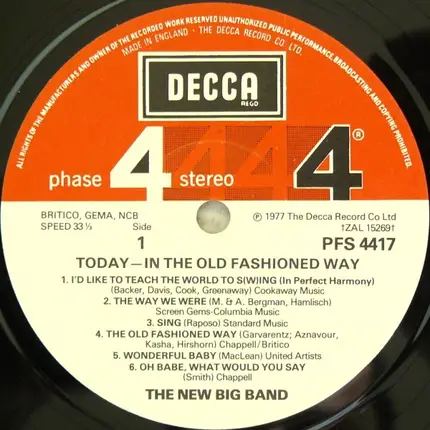 ALL RIGHTS OF THE MANUFACTURERS AND OWNER OF THE RECORDED WORK RESERVED UNAUTHORIZED PUBLIC PERFORMANCE, BROADCASTING AND COPYING PROHIBITED
MADE IN ENGLAND · THE DECCA RECORD CO. LTD.
DECCA
REGD
phase 4 stereo 4 4 4 ®
BRITICO, GEMA, NCB
SPEED 33⅓ Side
1
℗ 1977 The Decca Record Co Ltd
†ZAL 15269†
PFS 4417
TODAY—IN THE OLD FASHIONED WAY
1. I'D LIKE TO TEACH THE WORLD TO S(W)ING (In Perfect Harmony)
(Backer, Davis, Cook, Greenaway) Cookaway Music
2. THE WAY WE WERE (M. & A. Bergman, Hamlisch)
Screen Gems-Columbia Music
3. SING (Raposo) Standard Music
4. THE OLD FASHIONED WAY (Garvarentz; Aznavour,
Kasha, Hirshorn) Chappell/Britico
5. WONDERFUL BABY (MacLean) United Artists
6. OH BABE, WHAT WOULD YOU SAY
(Smith) Chappell
THE NEW BIG BAND